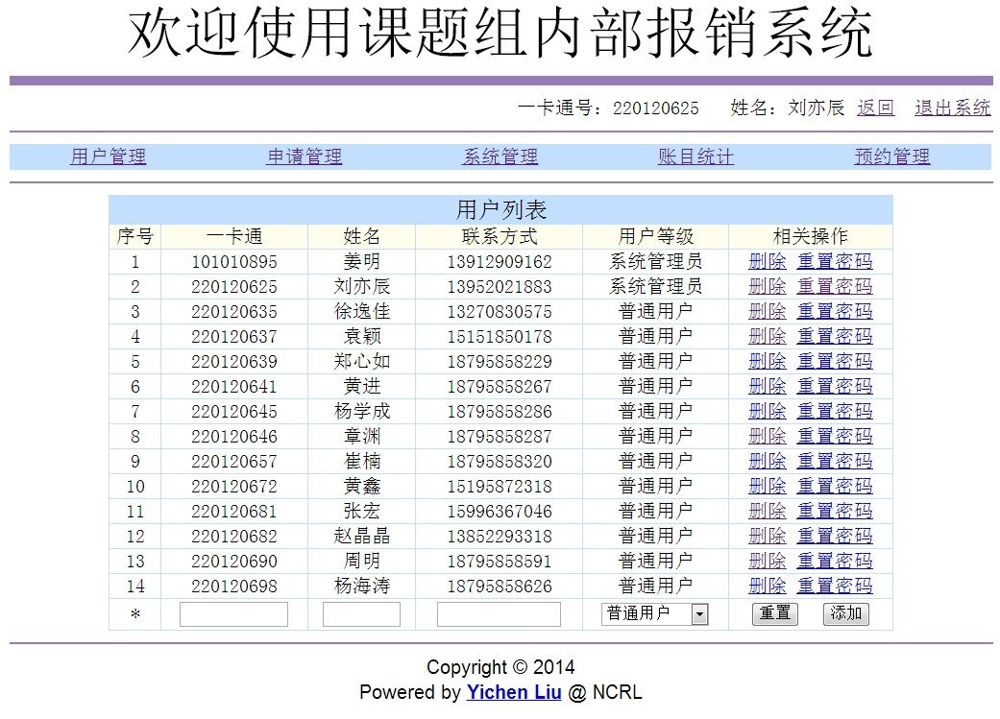 欢迎使用课题组内部报销系统
一卡通号：220120625 姓名：刘亦辰 返回 退出系统
用户管理 申请管理 系统管理 账目统计 预约管理
用户列表
序号 一卡通 姓名 联系方式 用户等级 相关操作
1 101010895 姜明 13912909162 系统管理员 删除 重置密码
2 220120625 刘亦辰 13952021883 系统管理员 删除 重置密码
3 220120635 徐逸佳 13270830575 普通用户 删除 重置密码
4 220120637 袁颖 15151850178 普通用户 删除 重置密码
5 220120639 郑心如 18795858229 普通用户 删除 重置密码
6 220120641 黄进 18795858267 普通用户 删除 重置密码
7 220120645 杨学成 18795858286 普通用户 删除 重置密码
8 220120646 章渊 18795858287 普通用户 删除 重置密码
9 220120657 崔楠 18795858320 普通用户 删除 重置密码
10 220120672 黄鑫 15195872318 普通用户 删除 重置密码
11 220120681 张宏 15996367046 普通用户 删除 重置密码
12 220120682 赵晶晶 13852293318 普通用户 删除 重置密码
13 220120690 周明 18795858591 普通用户 删除 重置密码
14 220120698 杨海涛 18795858626 普通用户 删除 重置密码
* 普通用户 重置 添加
Copyright © 2014
Powered by Yichen Liu @ NCRL